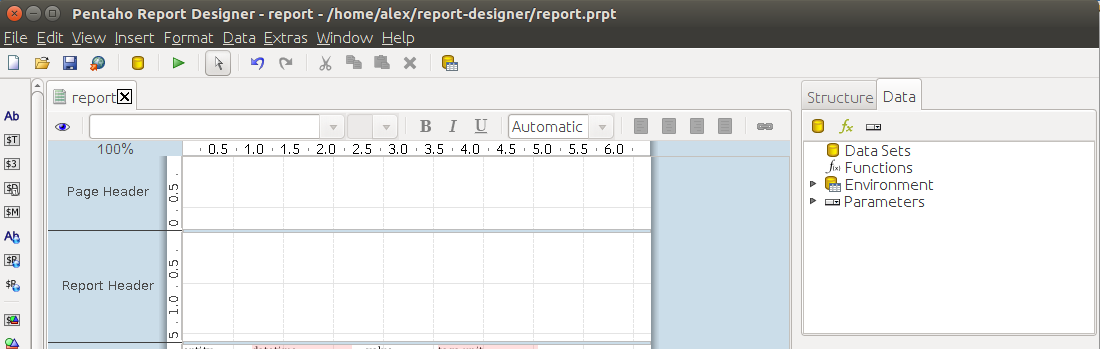 Pentaho Report Designer - report - /home/alex/report-designer/report.prpt
File Edit View Insert Format Data Extras Window Help
report
Structure Data
B I U Automatic
100%
0.5 1.0 1.5 2.0 2.5 3.0 3.5 4.0 4.5 5.0 5.5 6.0
Ab
$T
$3
$M
Ab
$P
Page Header
0 0.5
Report Header
0.5 1.0
Data Sets
Functions
Environment
Parameters